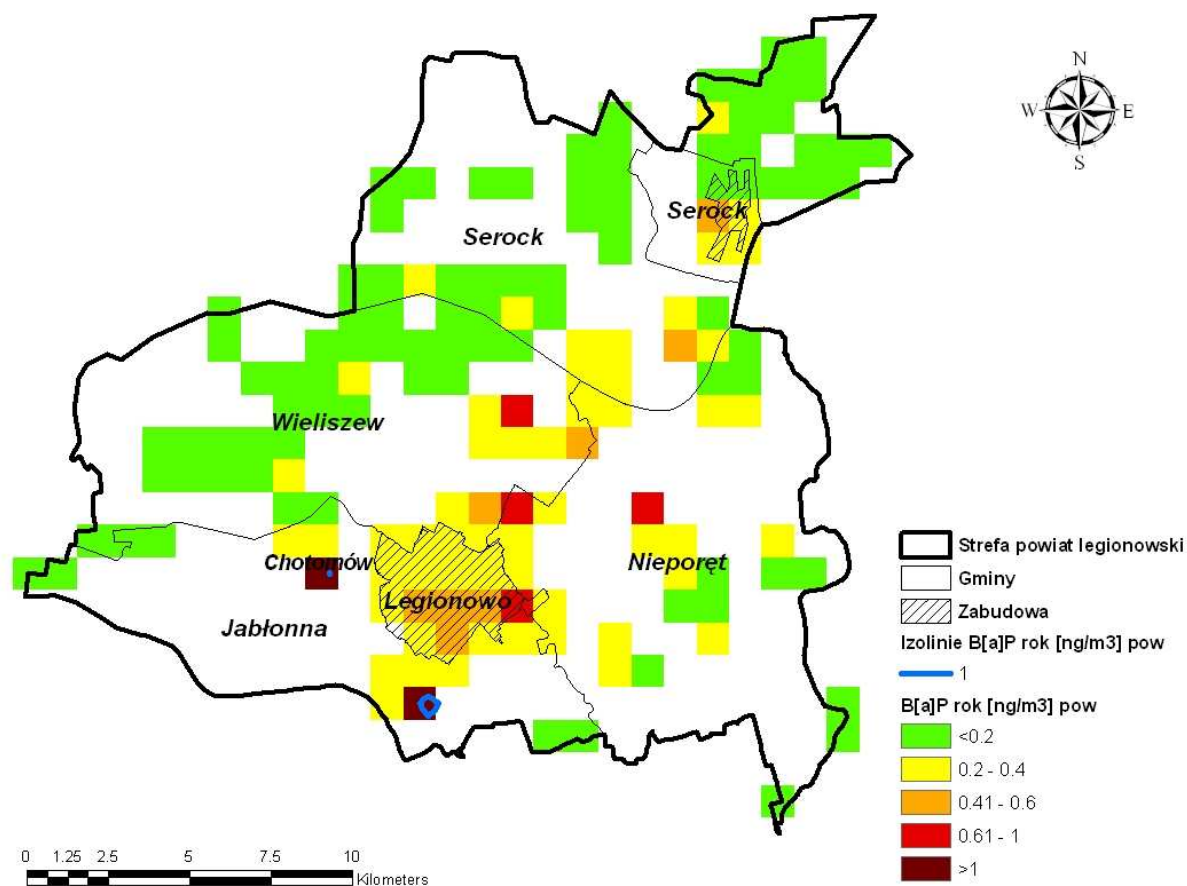 N
W E
S
Serock
Serock
Wieliszew
Chotomów
Nieporęt
Legionowo
Jabłonna
Strefa powiat legionowski
Gminy
Zabudowa
Izolinie B[a]P rok [ng/m3] pow
1
B[a]P rok [ng/m3] pow
<0.2
0.2 - 0.4
0.41 - 0.6
0.61 - 1
>1
0 1.25 2.5 5 7.5 10
Kilometers